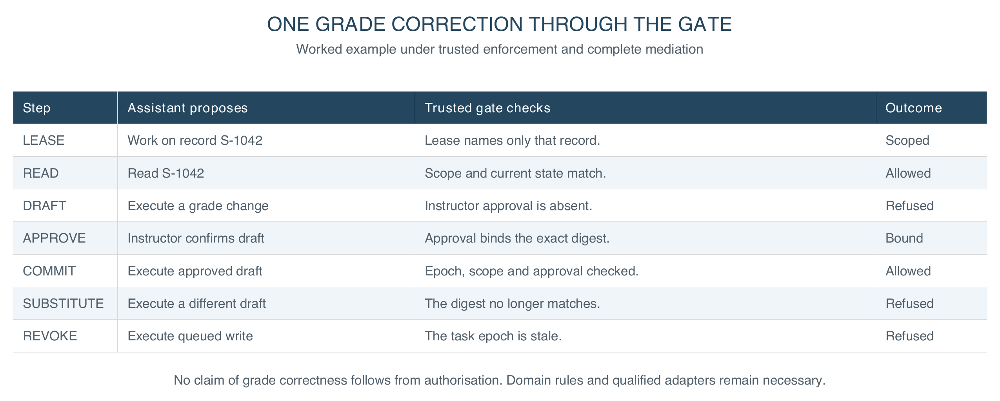 ONE GRADE CORRECTION THROUGH THE GATE
Worked example under trusted enforcement and complete mediation
Step Assistant proposes Trusted gate checks Outcome
LEASE Work on record S-1042 Lease names only that record. Scoped
READ Read S-1042 Scope and current state match. Allowed
DRAFT Execute a grade change Instructor approval is absent. Refused
APPROVE Instructor confirms draft Approval binds the exact digest. Bound
COMMIT Execute approved draft Epoch, scope and approval checked. Allowed
SUBSTITUTE Execute a different draft The digest no longer matches. Refused
REVOKE Execute queued write The task epoch is stale. Refused
No claim of grade correctness follows from authorisation. Domain rules and qualified adapters remain necessary.